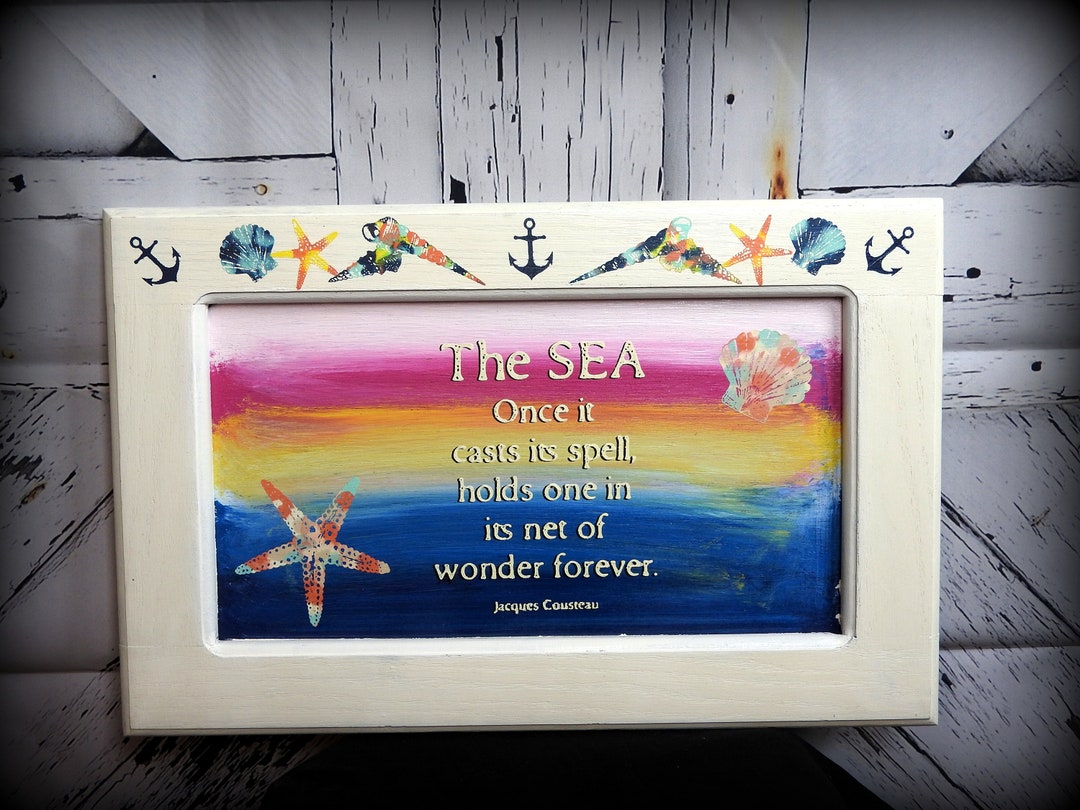 The SEA
Once it
casts its spell,
holds one in
its net of
wonder forever.
Jacques Cousteau